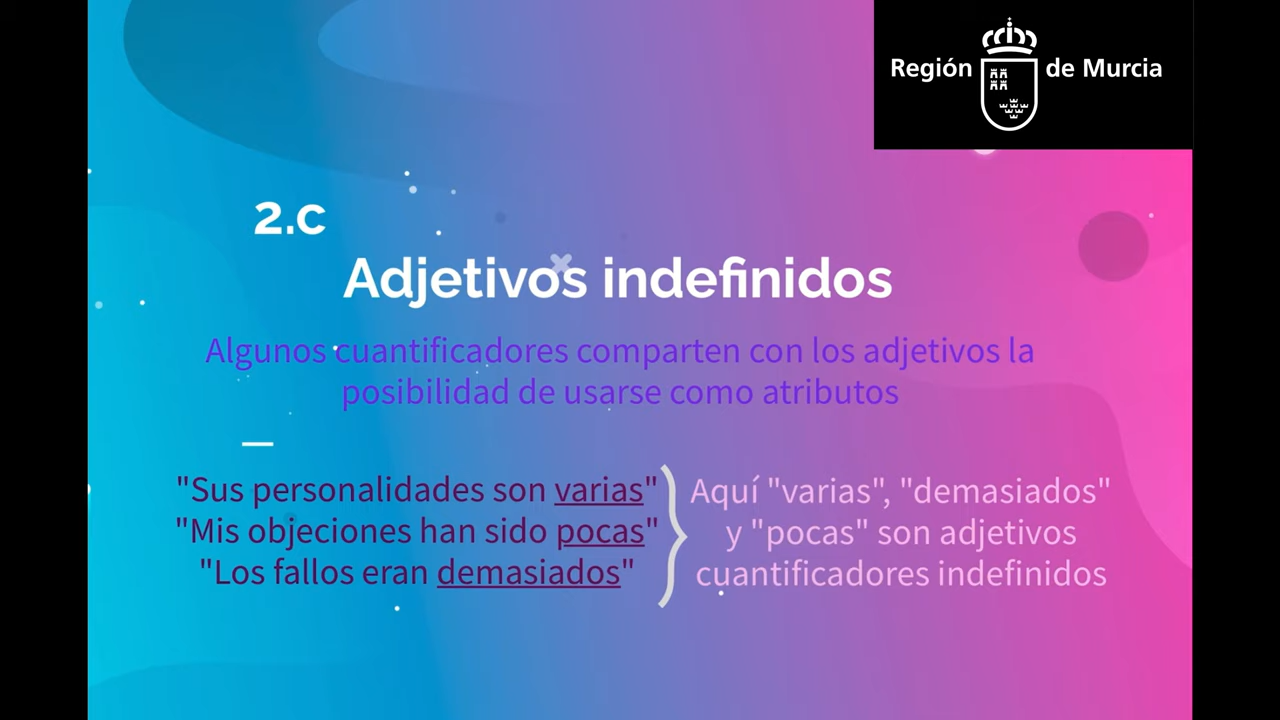 Región de Murcia
2.c
Adjetivos indefinidos
Algunos cuantificadores comparten con los adjetivos la
posibilidad de usarse como atributos
"Sus personalidades son varias"
"Mis objeciones han sido pocas"
"Los fallos eran demasiados"
Aquí "varias", "demasiados"
y "pocas" son adjetivos
cuantificadores indefinidos